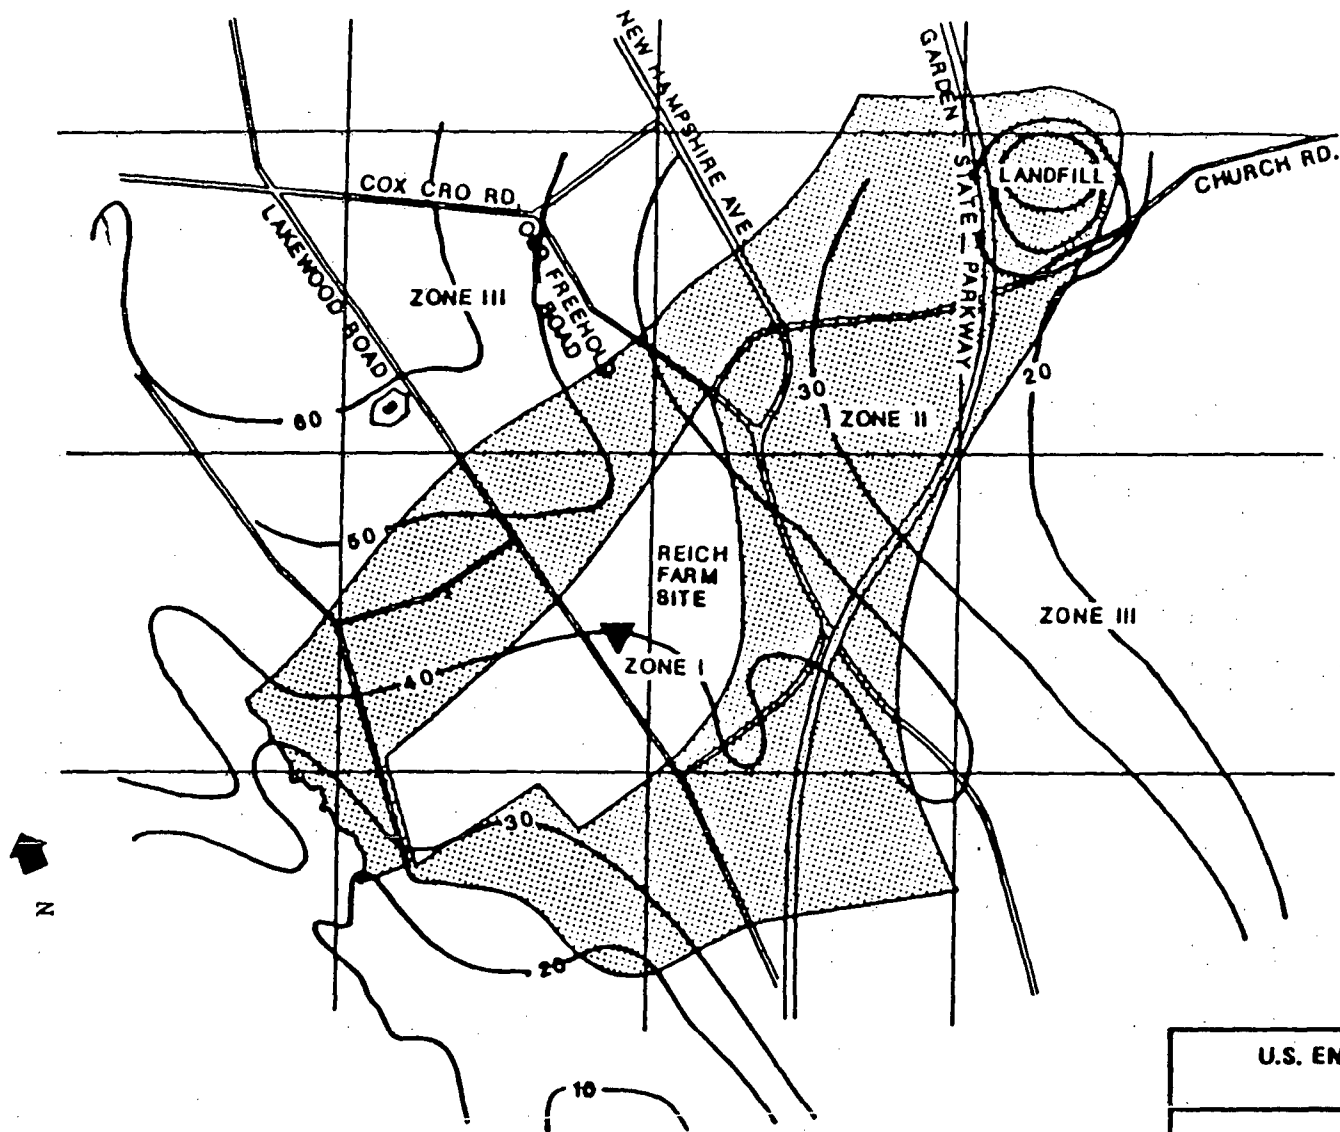 NEW HAMPSHIRE AVE
GARDEN STATE PARKWAY
LANDFILL
CHURCH RD.
COX CRO RD.
LAKEWOOD ROAD
OLD FREEHOLD ROAD
ZONE III
60
30
ZONE II
20
50
REICH
FARM
SITE
ZONE III
ZONE I
40
30
N
20
10
U.S. EN